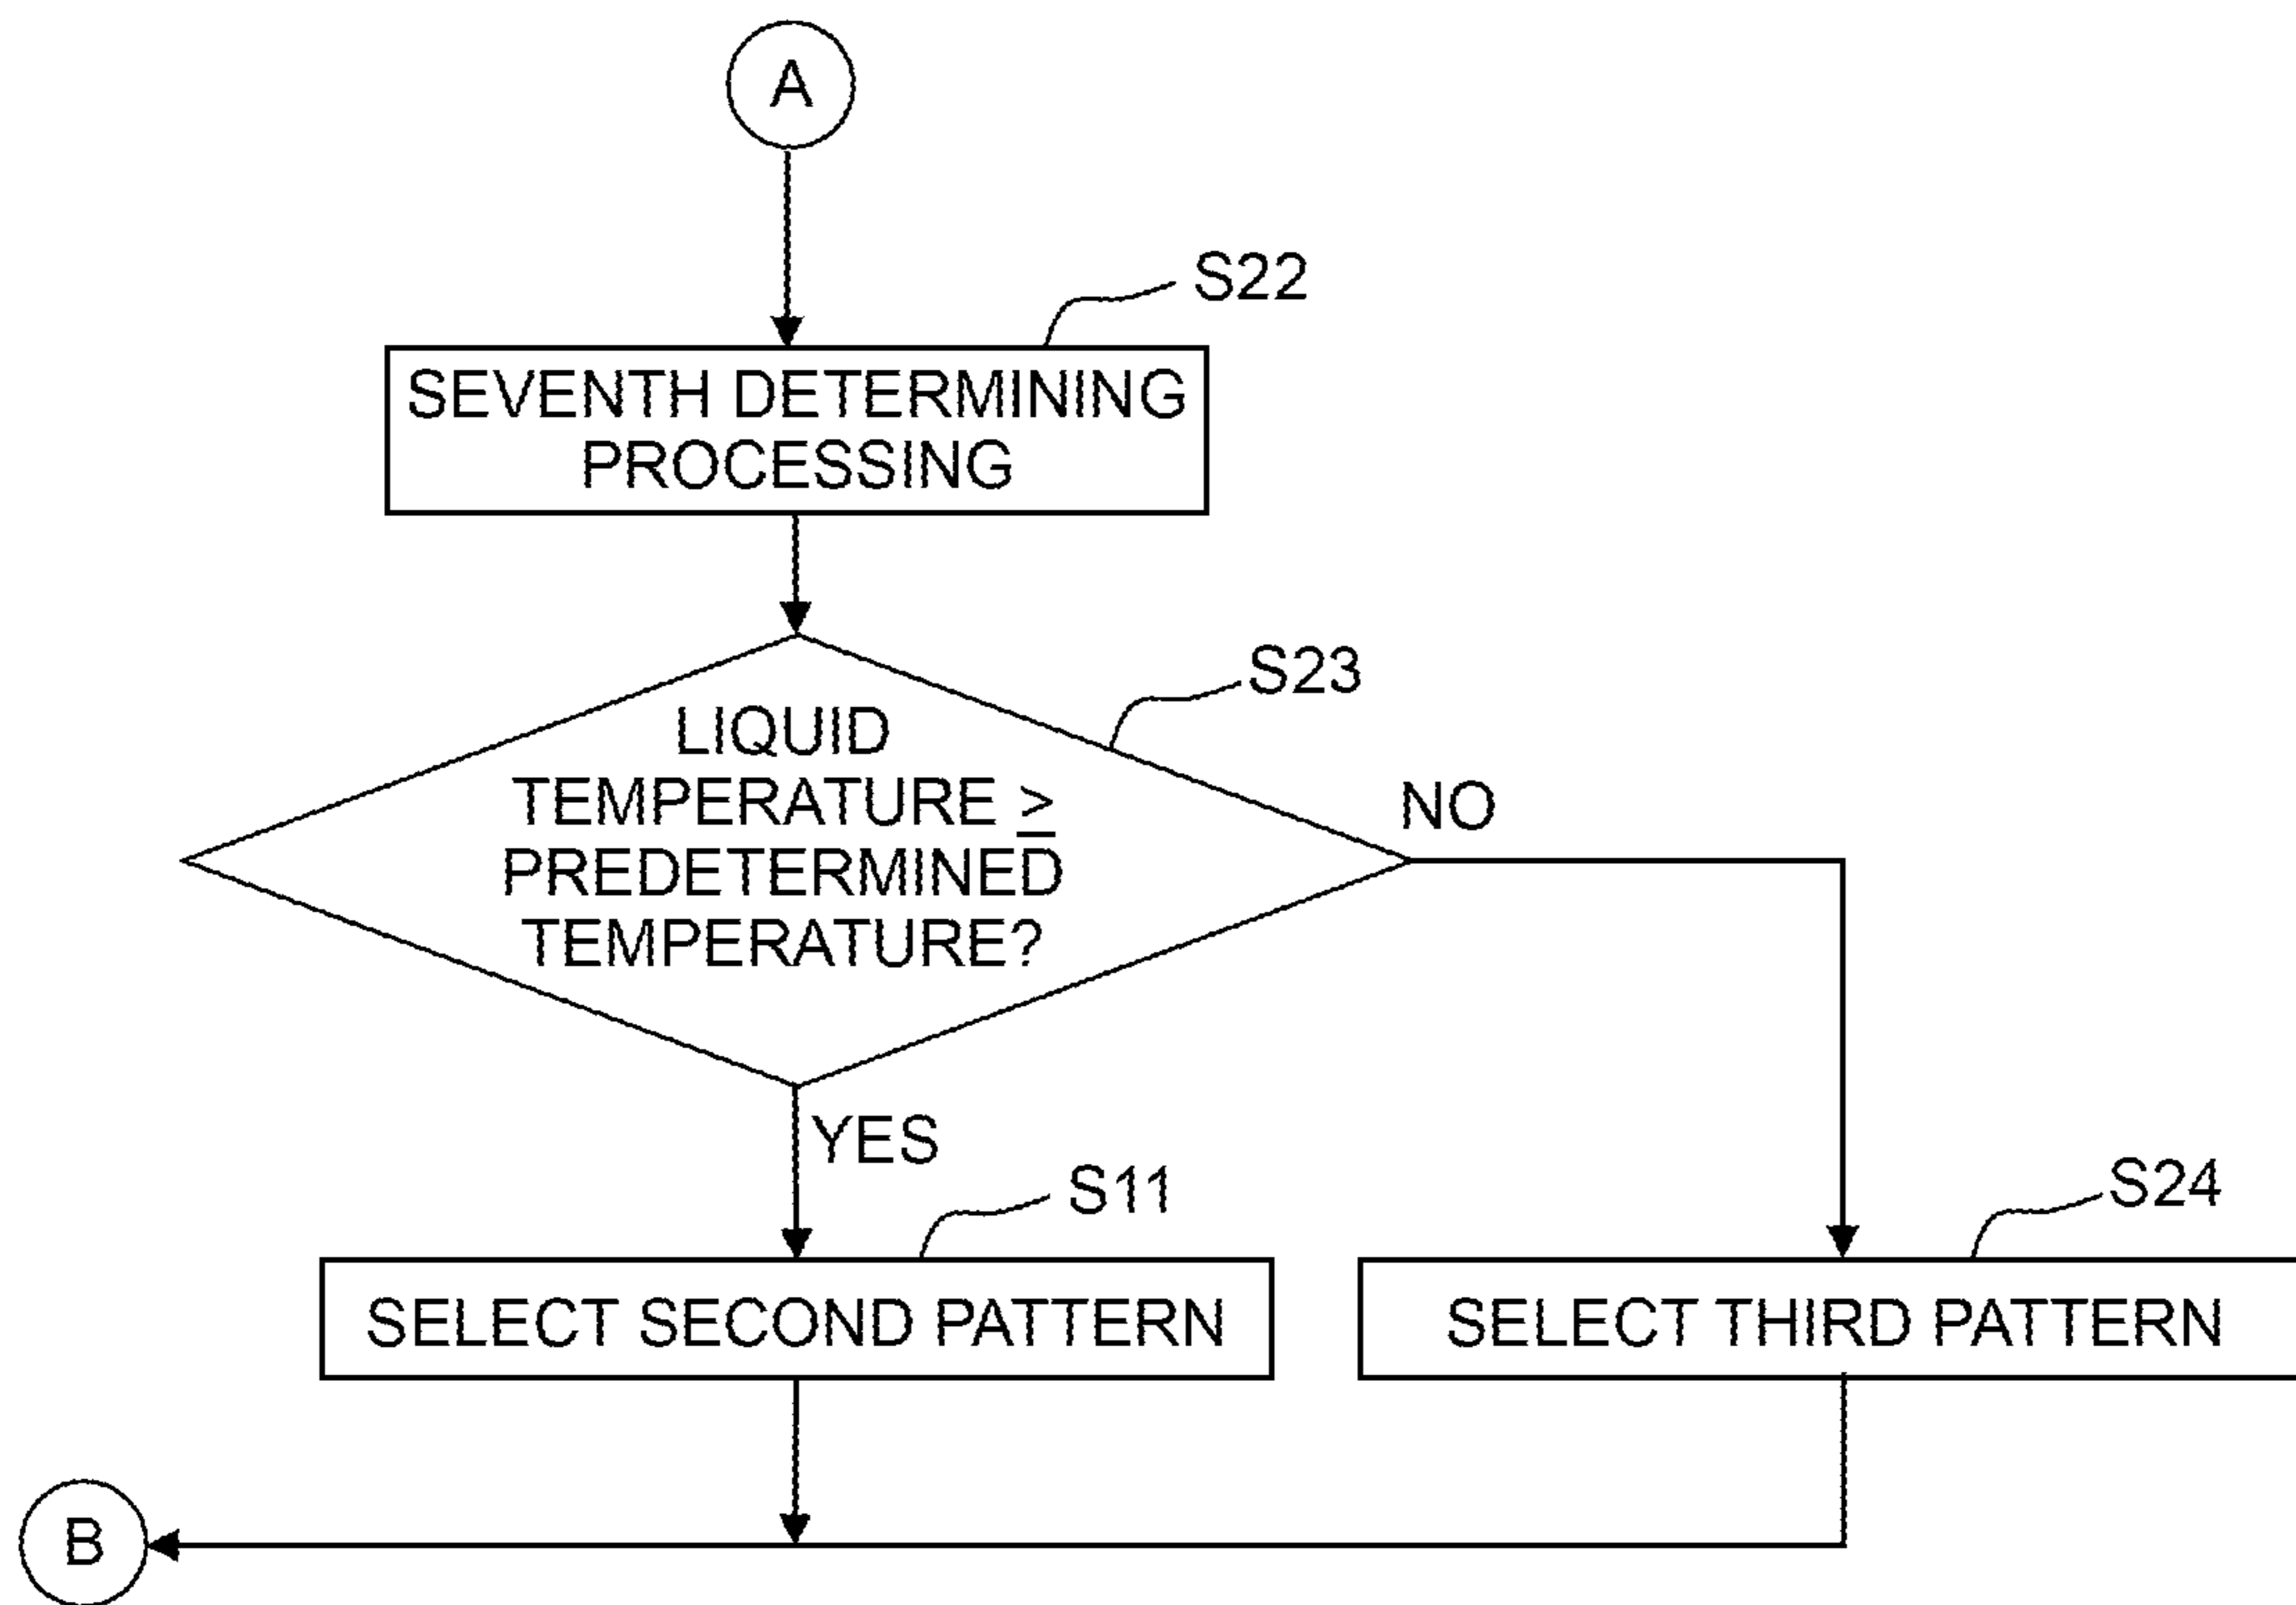 A
S22
SEVENTH DETERMINING
PROCESSING
S23
LIQUID
TEMPERATURE ≥
PREDETERMINED
TEMPERATURE?
NO
YES
S11
S24
SELECT SECOND PATTERN
SELECT THIRD PATTERN
B